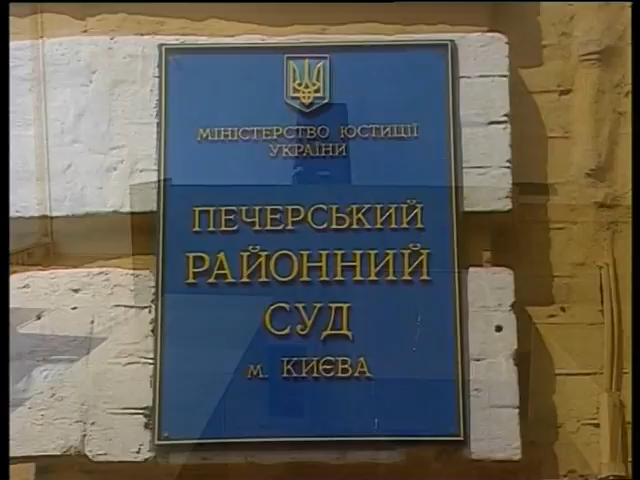 МІНІСТЕРСТВО ЮСТИЦІЇ
УКРАЇНИ
ПЕЧЕРСЬКИЙ
РАЙОННИЙ
СУД
м. КИЄВА